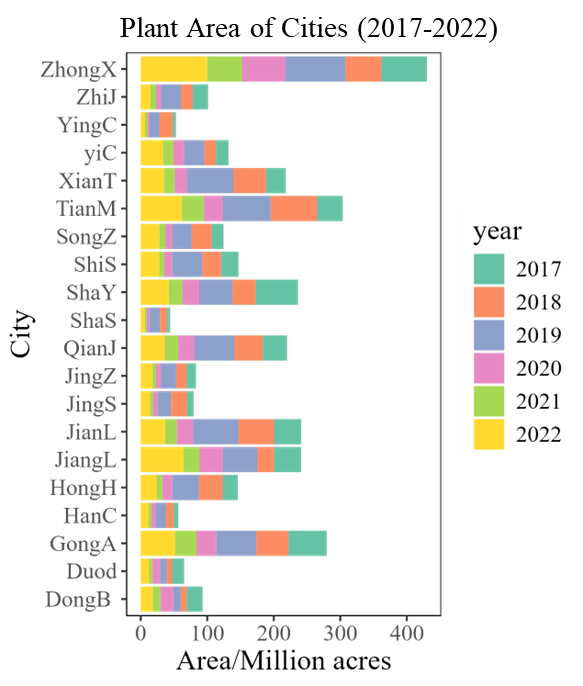 Plant Area of Cities (2017-2022)
ZhongX
ZhiJ
YingC
yiC
XianT
TianM
SongZ
ShiS
ShaY
ShaS
QianJ
JingZ
JingS
JianL
JiangL
HongH
HanC
GongA
Duod
DongB
City
0 100 200 300 400
Area/Million acres
year
2017
2018
2019
2020
2021
2022